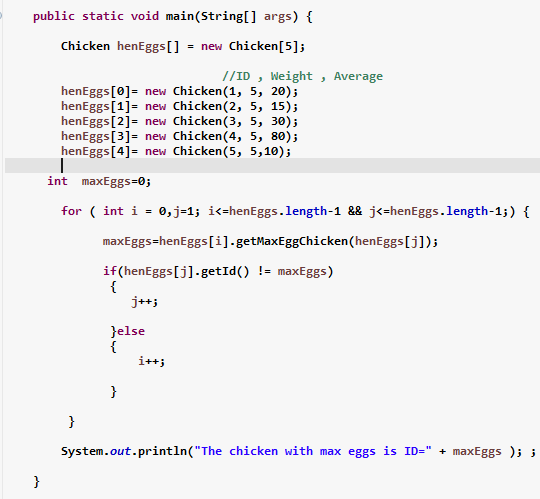 public static void main(String[] args) {
Chicken henEggs[] = new Chicken[5];
//ID , Weight , Average
henEggs[0]= new Chicken(1, 5, 20);
henEggs[1]= new Chicken(2, 5, 15);
henEggs[2]= new Chicken(3, 5, 30);
henEggs[3]= new Chicken(4, 5, 80);
henEggs[4]= new Chicken(5, 5,10);
int  maxEggs=0;
for ( int i = 0,j=1; i<=henEggs.length-1 && j<=henEggs.length-1;) {
maxEggs=henEggs[i].getMaxEggChicken(henEggs[j]);
if(henEggs[j].getId() != maxEggs)
{
j++;
}else
{
i++;
}
}
System.out.println("The chicken with max eggs is ID=" + maxEggs ); ;
}